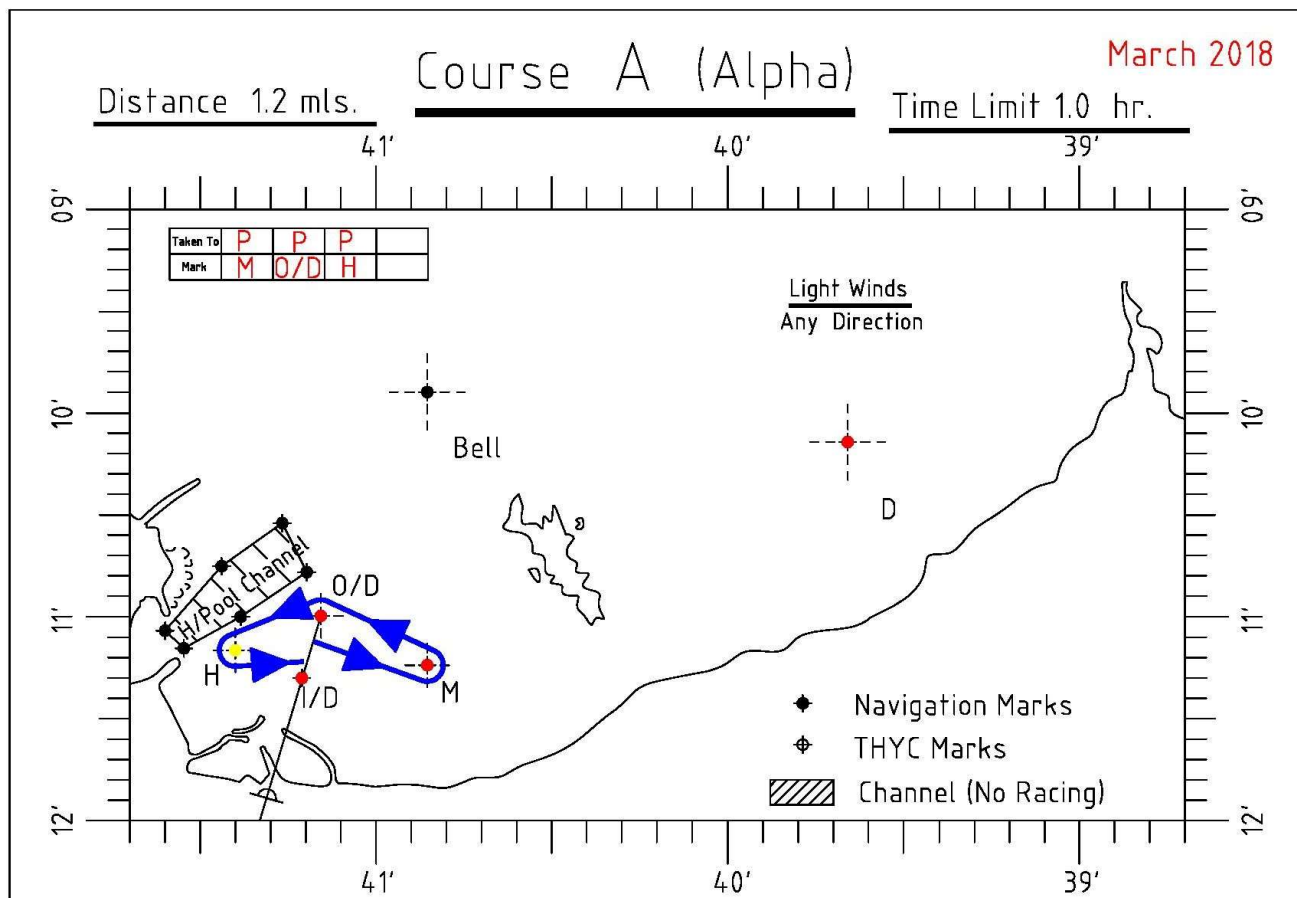 March 2018
Course A (Alpha)
Distance 1.2 mls.
Time Limit 1.0 hr.
41' 40' 39'
09' 09'
Taken To P P P
Mark M O/D H
Light Winds
Any Direction
10' 10'
Bell
D
H/Pool Channel
O/D
11' 11'
H
I/D
M
Navigation Marks
THYC Marks
Channel (No Racing)
12' 12'
41' 40' 39'